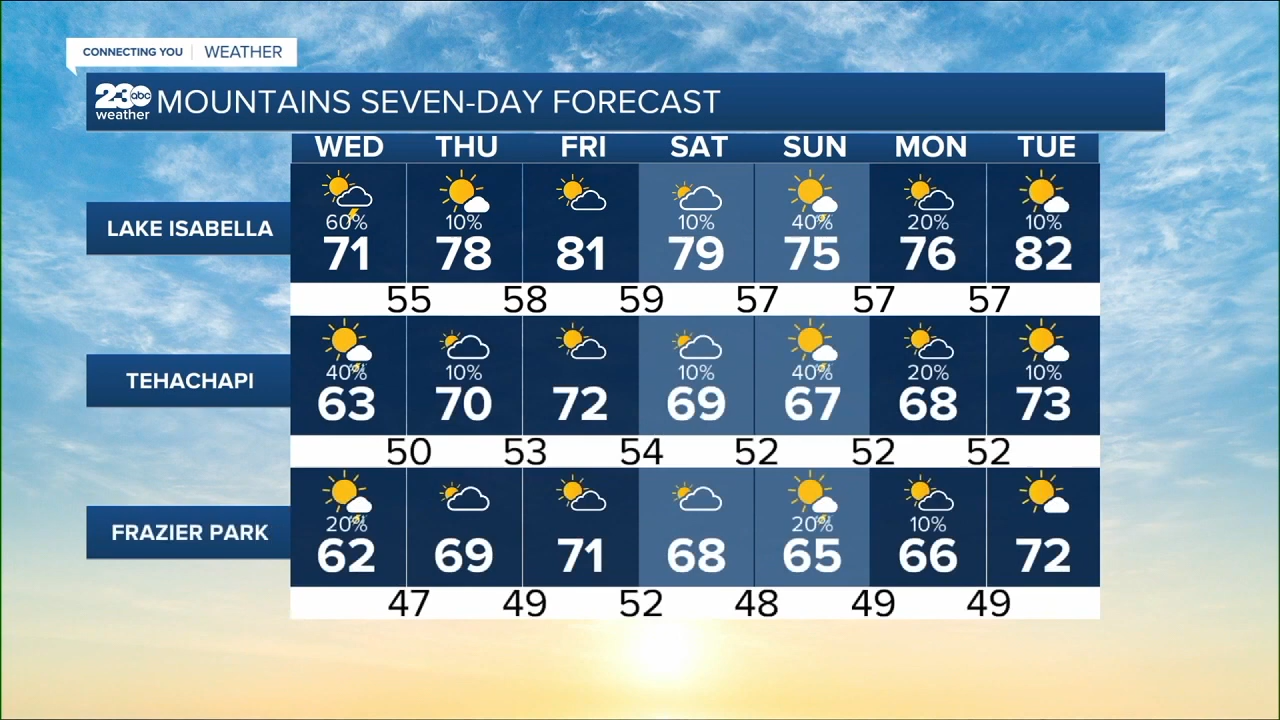 CONNECTING YOU | WEATHER
23 abc
weather
MOUNTAINS SEVEN-DAY FORECAST
WED THU FRI SAT SUN MON TUE
60% 10% 10% 40% 20% 10%
LAKE ISABELLA
71 78 81 79 75 76 82
55 58 59 57 57 57
40% 10% 10% 40% 20% 10%
TEHACHAPI
63 70 72 69 67 68 73
50 53 54 52 52 52
20% 20% 10%
FRAZIER PARK
62 69 71 68 65 66 72
47 49 52 48 49 49